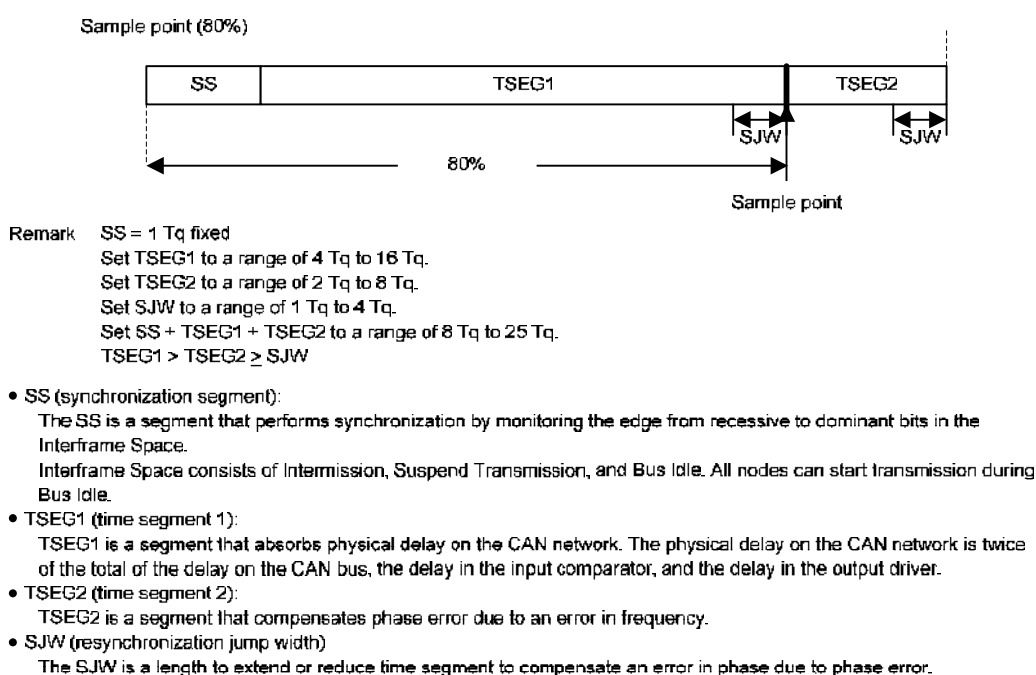 Sample point (80%)
SS TSEG1 TSEG2
SJW SJW
80%
Sample point
Remark SS = 1 Tq fixed
Set TSEG1 to a range of 4 Tq to 16 Tq.
Set TSEG2 to a range of 2 Tq to 8 Tq.
Set SJW to a range of 1 Tq to 4 Tq.
Set SS + TSEG1 + TSEG2 to a range of 8 Tq to 25 Tq.
TSEG1 > TSEG2 ≥ SJW
• SS (synchronization segment):
The SS is a segment that performs synchronization by monitoring the edge from recessive to dominant bits in the
Interframe Space.
Interframe Space consists of Intermission, Suspend Transmission, and Bus Idle. All nodes can start transmission during
Bus Idle.
• TSEG1 (time segment 1):
TSEG1 is a segment that absorbs physical delay on the CAN network. The physical delay on the CAN network is twice
of the total of the delay on the CAN bus, the delay in the input comparator, and the delay in the output driver.
• TSEG2 (time segment 2):
TSEG2 is a segment that compensates phase error due to an error in frequency.
• SJW (resynchronization jump width)
The SJW is a length to extend or reduce time segment to compensate an error in phase due to phase error.